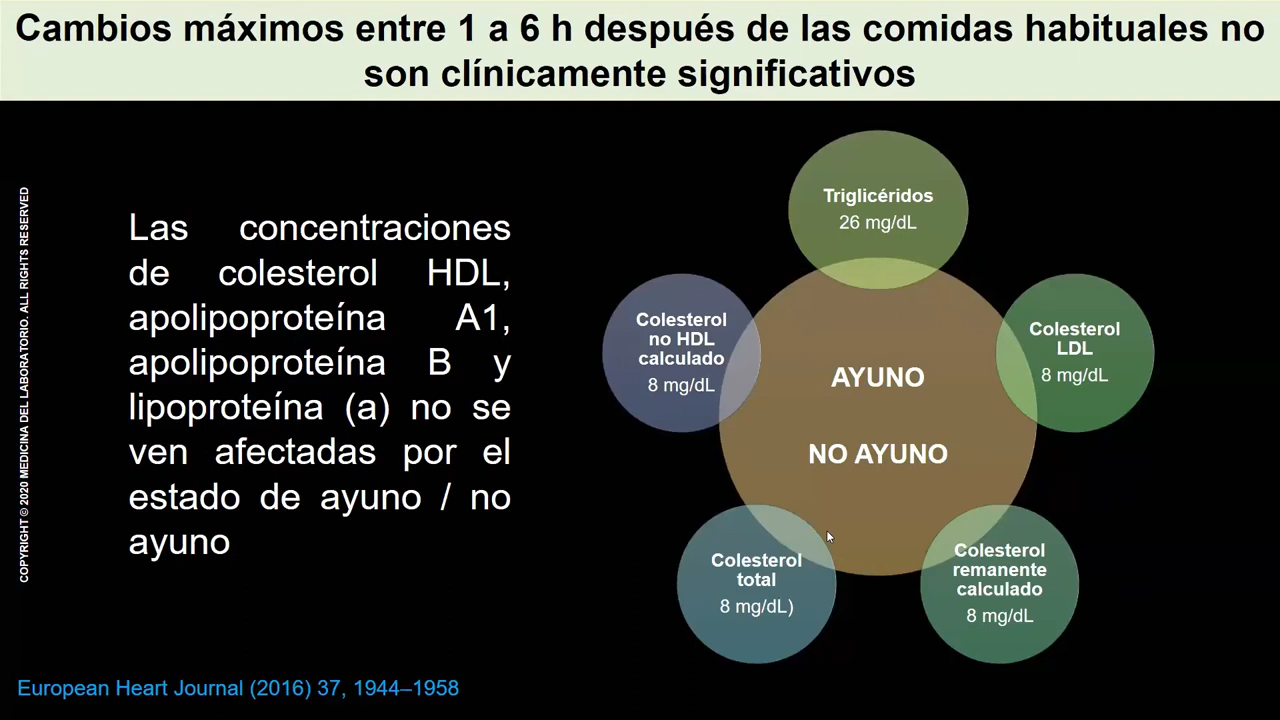 Cambios máximos entre 1 a 6 h después de las comidas habituales no
son clínicamente significativos
COPYRIGHT © 2020 MEDICINA DEL LABORATORIO. ALL RIGHTS RESERVED
Las concentraciones
de colesterol HDL,
apolipoproteína A1,
apolipoproteína B y
lipoproteína (a) no se
ven afectadas por el
estado de ayuno / no
ayuno
Triglicéridos
26 mg/dL
Colesterol
no HDL
calculado
8 mg/dL
Colesterol
LDL
8 mg/dL
AYUNO
NO AYUNO
Colesterol
total
8 mg/dL)
Colesterol
remanente
calculado
8 mg/dL
European Heart Journal (2016) 37, 1944–1958